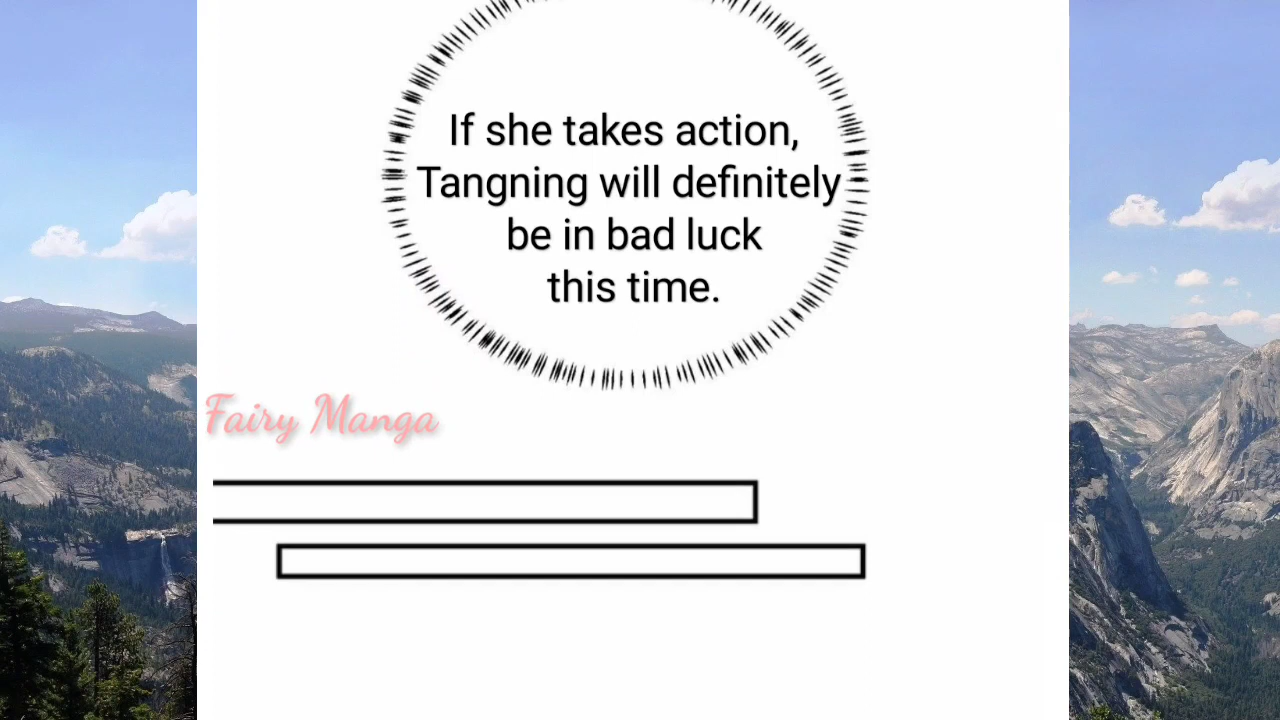 If she takes action,
Tangning will definitely
be in bad luck
this time.
Fairy Manga